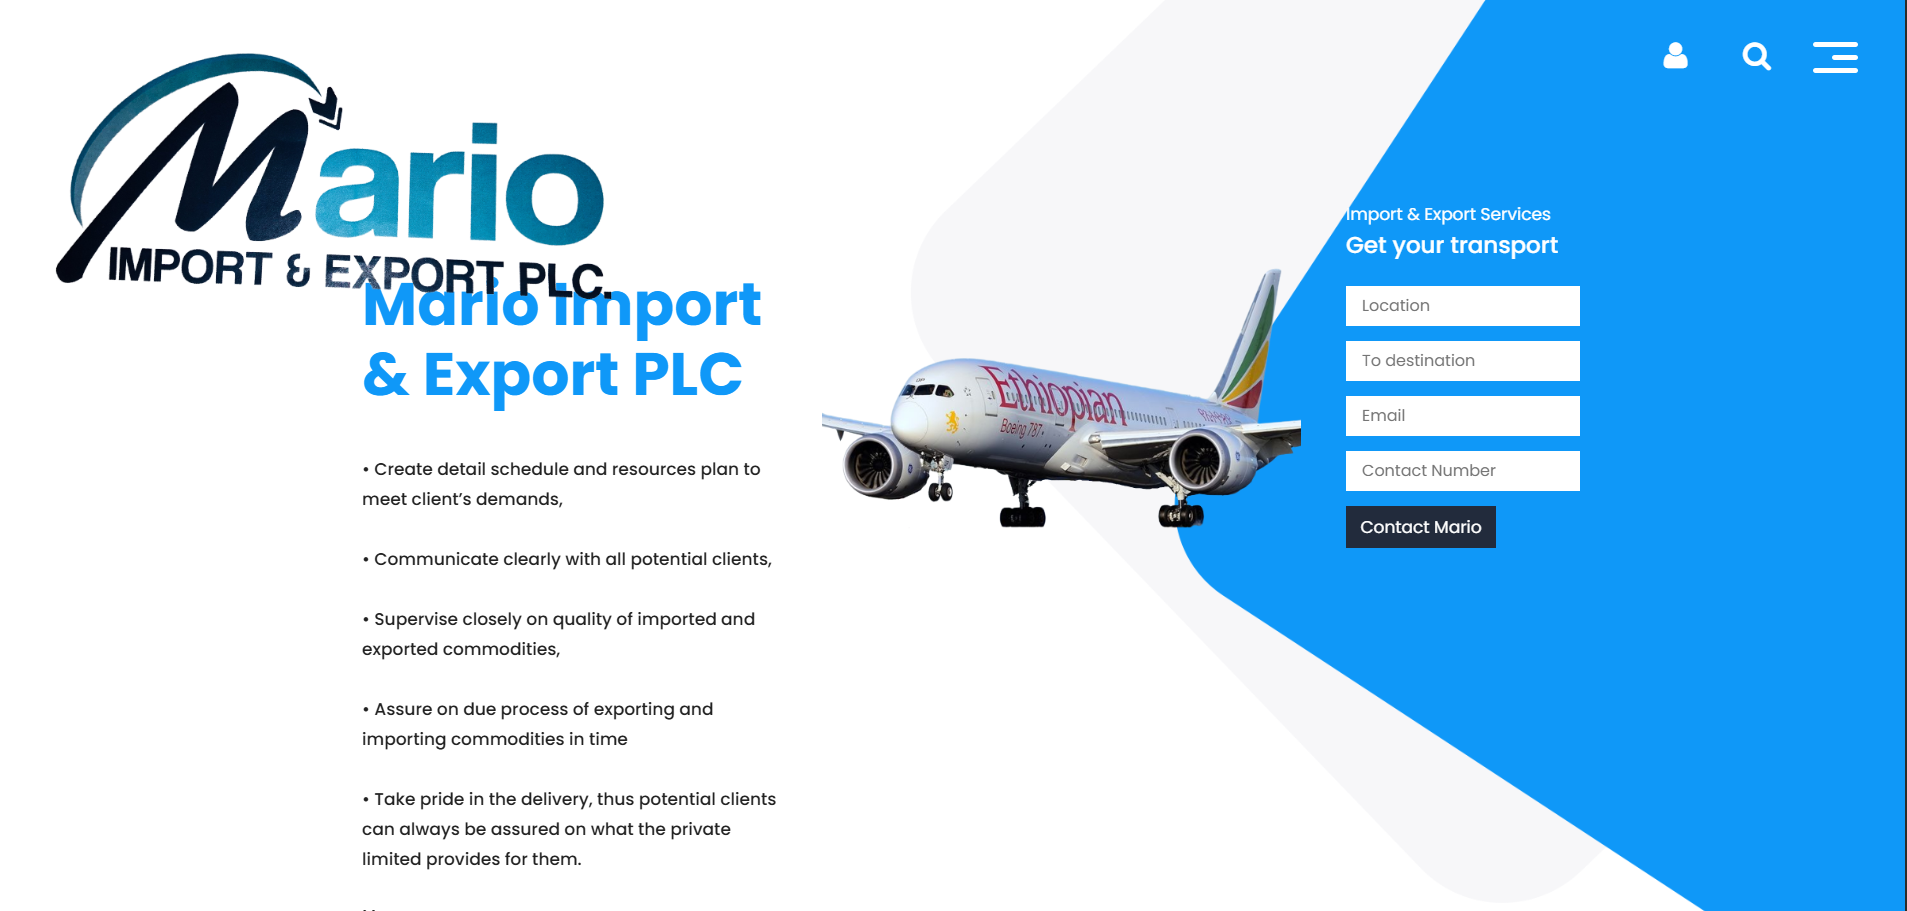 Mario
IMPORT & EXPORT PLC.
Mario Import
& Export PLC
• Create detail schedule and resources plan to
meet client’s demands,
• Communicate clearly with all potential clients,
• Supervise closely on quality of imported and
exported commodities,
• Assure on due process of exporting and
importing commodities in time
• Take pride in the delivery, thus potential clients
can always be assured on what the private
limited provides for them.
Ethiopian
Boeing 787
Import & Export Services
Get your transport
Location
To destination
Email
Contact Number
Contact Mario